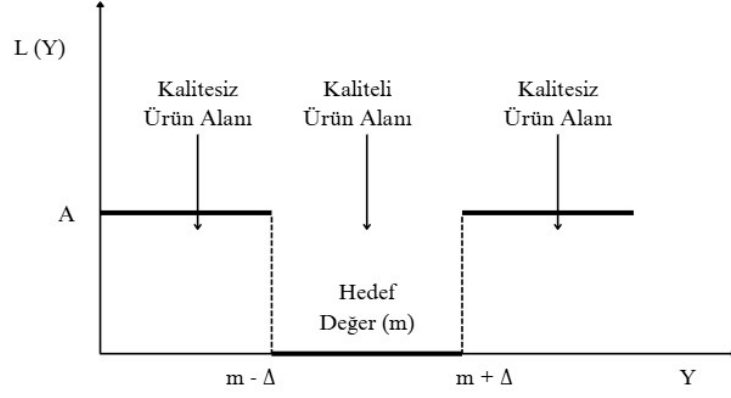 L (Y)
Kalitesiz
Ürün Alanı
Kaliteli
Ürün Alanı
Kalitesiz
Ürün Alanı
A
Hedef
Değer (m)
m - Δ
m + Δ
Y